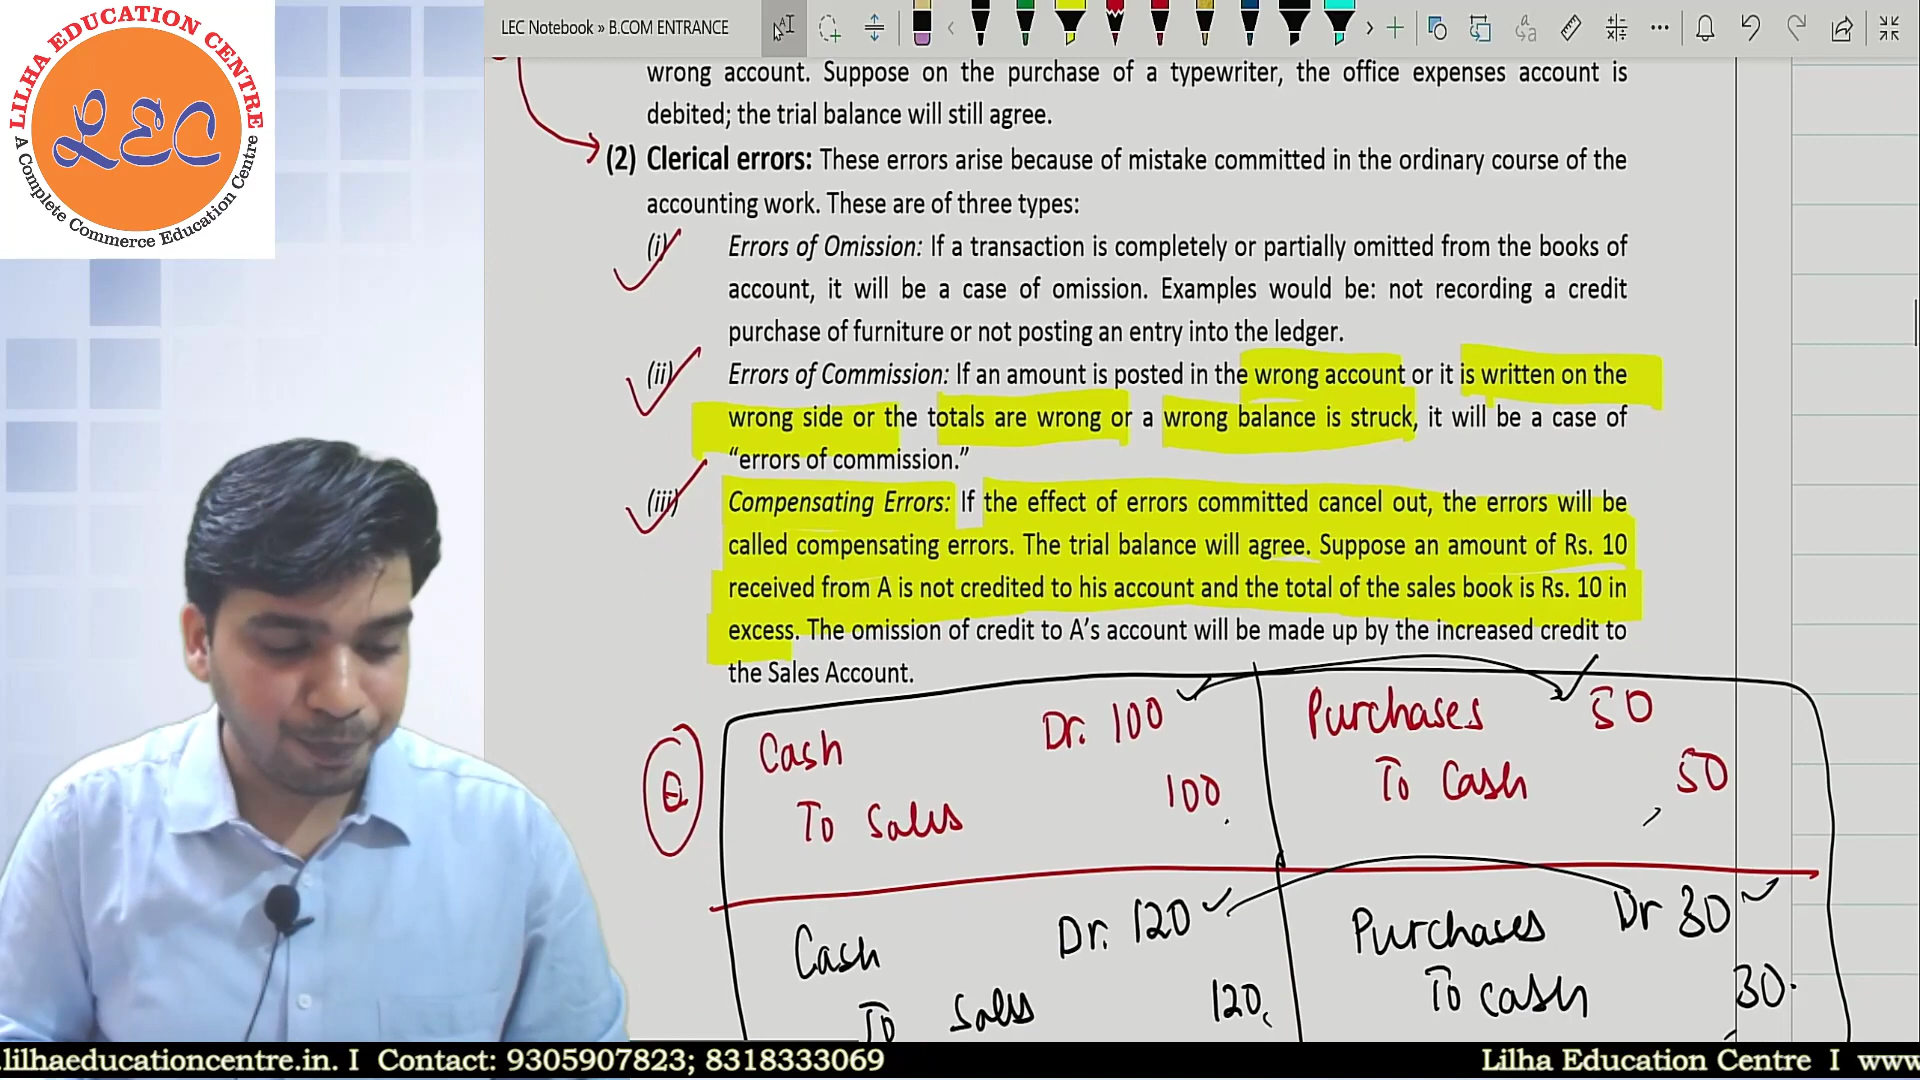 LILHA EDUCATION CENTRE
LEC
A Complete Commerce Education Centre
LEC Notebook » B.COM ENTRANCE
wrong account. Suppose on the purchase of a typewriter, the office expenses account is
debited; the trial balance will still agree.
(2) Clerical errors: These errors arise because of mistake committed in the ordinary course of the
accounting work. These are of three types:
(i) Errors of Omission: If a transaction is completely or partially omitted from the books of
account, it will be a case of omission. Examples would be: not recording a credit
purchase of furniture or not posting an entry into the ledger.
(ii) Errors of Commission: If an amount is posted in the wrong account or it is written on the
wrong side or the totals are wrong or a wrong balance is struck, it will be a case of
“errors of commission.”
(iii) Compensating Errors: If the effect of errors committed cancel out, the errors will be
called compensating errors. The trial balance will agree. Suppose an amount of Rs. 10
received from A is not credited to his account and the total of the sales book is Rs. 10 in
excess. The omission of credit to A’s account will be made up by the increased credit to
the Sales Account.
Cash Dr. 100
To Sales 100
Purchases 50
To Cash 50
Cash Dr. 120
To Sales 120
Purchases Dr 30
To cash 30
.lilhaeducationcentre.in. I Contact: 9305907823; 8318333069
Lilha Education Centre I www